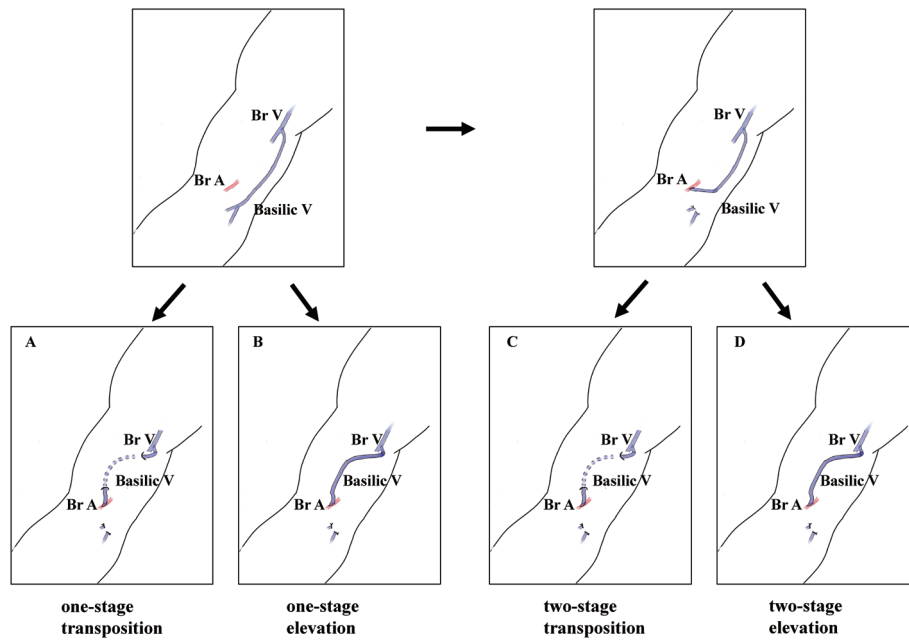 Br V
Br A
Basilic V
Br V
Br A
Basilic V
A
Br V
Basilic V
Br A
one-stage
transposition
B
Br V
Basilic V
Br A
one-stage
elevation
C
Br V
Basilic V
Br A
two-stage
transposition
D
Br V
Basilic V
Br A
two-stage
elevation